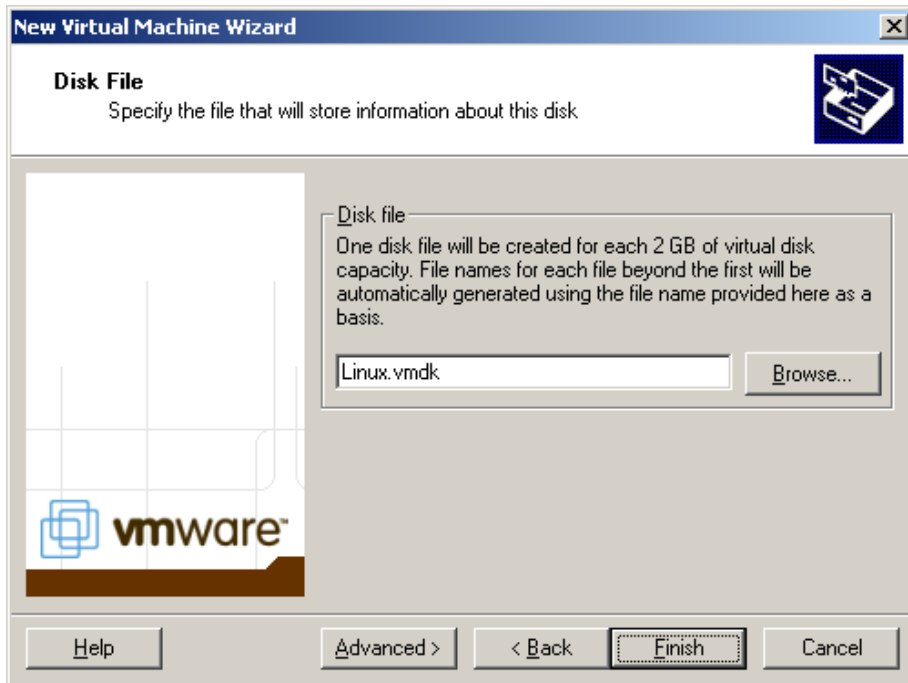 New Virtual Machine Wizard
Disk File
Specify the file that will store information about this disk
Disk file
One disk file will be created for each 2 GB of virtual disk
capacity. File names for each file beyond the first will be
automatically generated using the file name provided here as a
basis.
Linux.vmdk
Browse...
vmware™
Help
Advanced >
< Back
Finish
Cancel